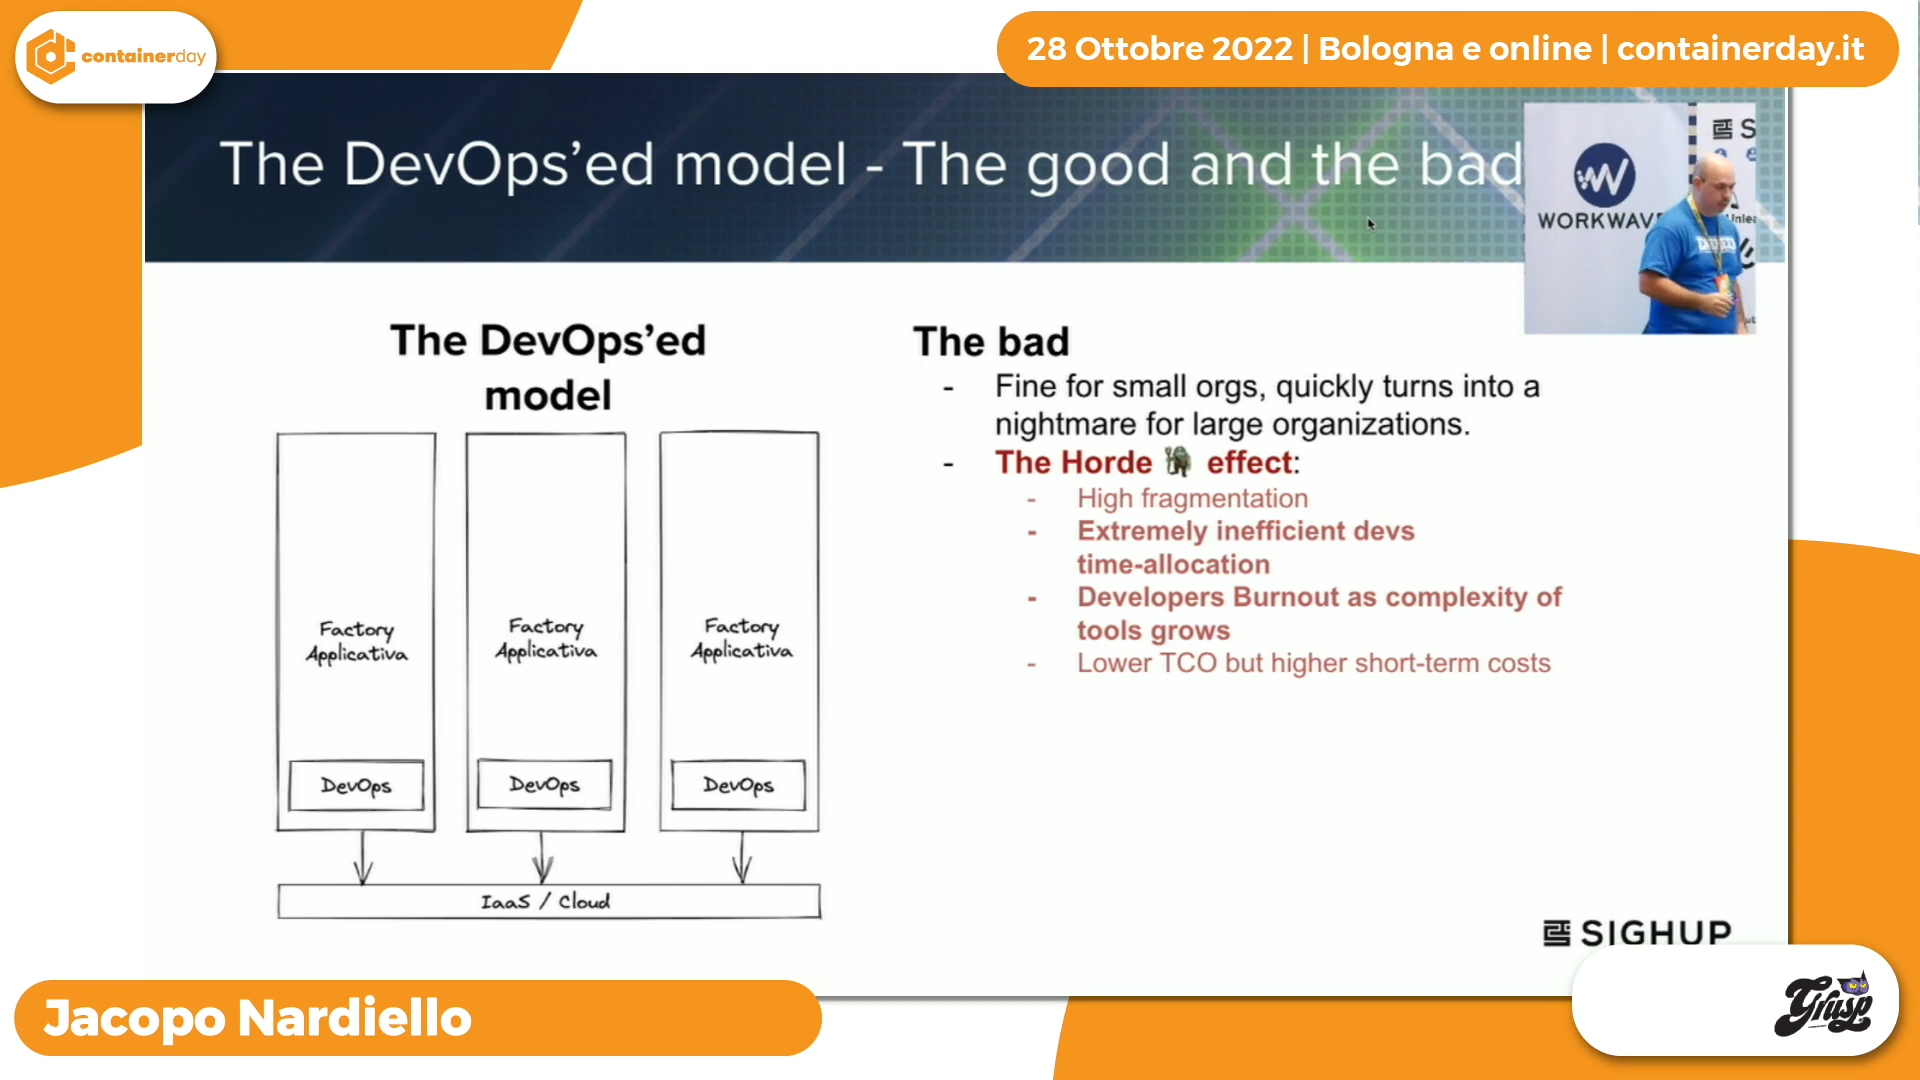 containerday
28 Ottobre 2022 | Bologna e online | containerday.it
The DevOps’ed model - The good and the bad
WORKWAVE
The DevOps’ed
model
Factory
Applicativa
DevOps
Factory
Applicativa
DevOps
Factory
Applicativa
DevOps
IaaS / Cloud
The bad
- Fine for small orgs, quickly turns into a
nightmare for large organizations.
- The Horde effect:
- High fragmentation
- Extremely inefficient devs
time-allocation
- Developers Burnout as complexity of
tools grows
- Lower TCO but higher short-term costs
SIGHUP
Jacopo Nardiello
Grusp